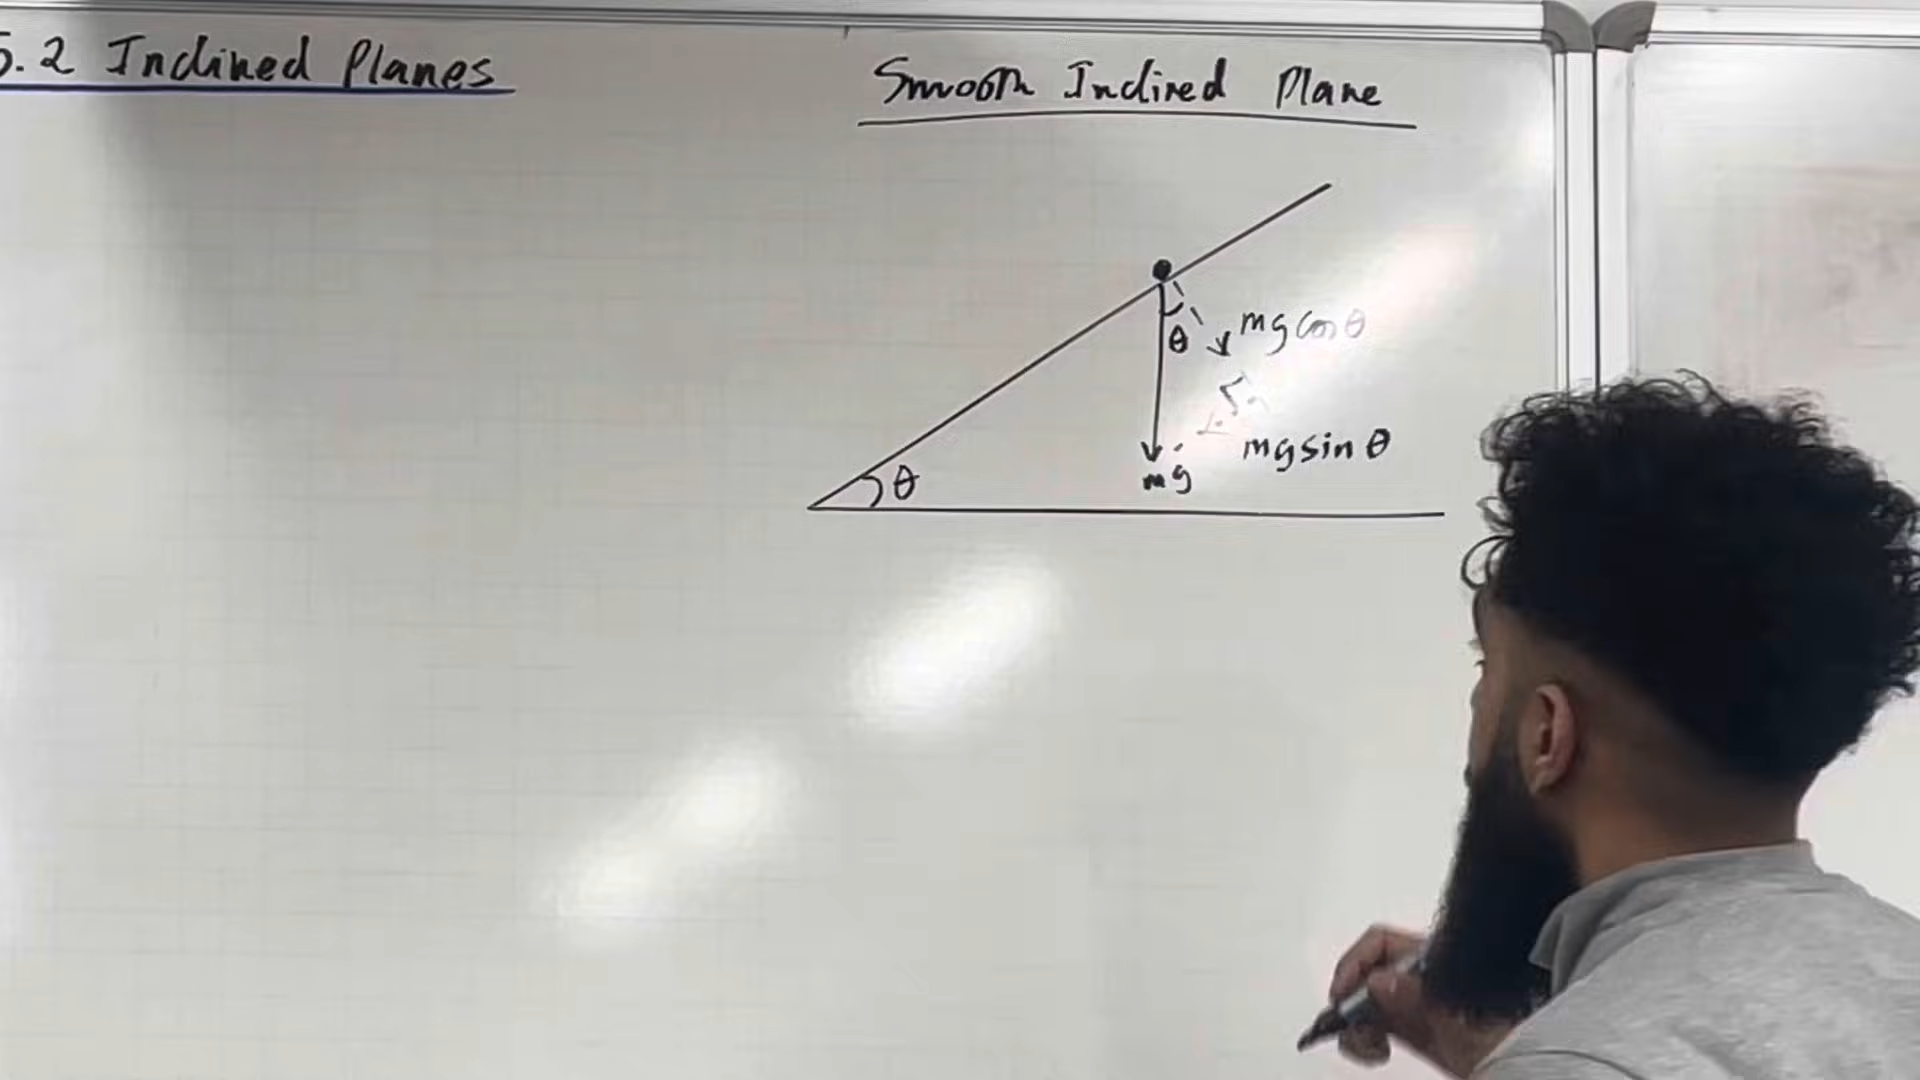 5.2 Inclined Planes
Smooth Inclined Plane
mg cos θ
θ
mg sin θ
mg
θ